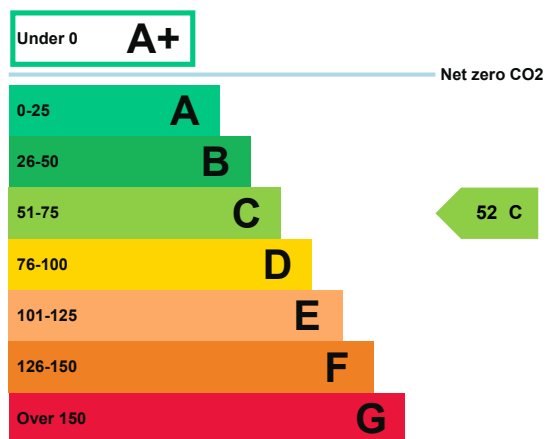 Under 0 A+
Net zero CO2
0-25 A
26-50 B
51-75 C
52 C
76-100 D
101-125 E
126-150 F
Over 150 G